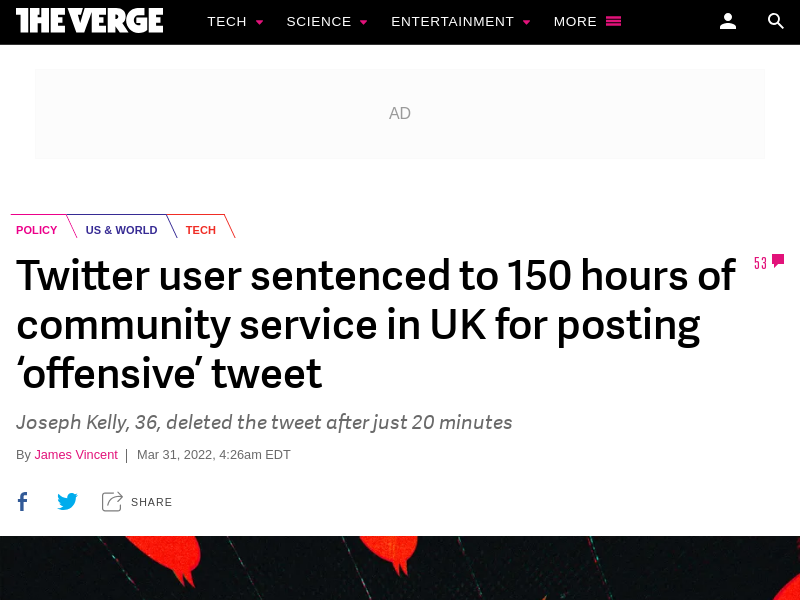 THE VERGE TECH SCIENCE ENTERTAINMENT MORE
AD
POLICY US & WORLD TECH
Twitter user sentenced to 150 hours of
community service in UK for posting
‘offensive’ tweet
53
Joseph Kelly, 36, deleted the tweet after just 20 minutes
By James Vincent | Mar 31, 2022, 4:26am EDT
SHARE